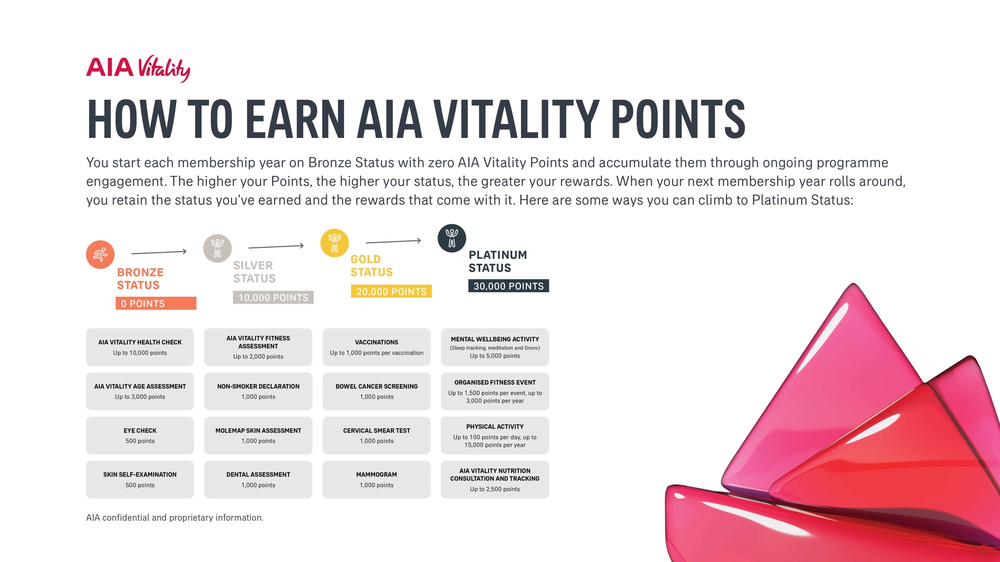 AIA Vitality
HOW TO EARN AIA VITALITY POINTS
You start each membership year on Bronze Status with zero AIA Vitality Points and accumulate them through ongoing programme
engagement. The higher your Points, the higher your status, the greater your rewards. When your next membership year rolls around,
you retain the status you’ve earned and the rewards that come with it. Here are some ways you can climb to Platinum Status:
BRONZE
STATUS
0 POINTS
SILVER
STATUS
10,000 POINTS
GOLD
STATUS
20,000 POINTS
PLATINUM
STATUS
30,000 POINTS
AIA VITALITY HEALTH CHECK
Up to 10,000 points
AIA VITALITY FITNESS
ASSESSMENT
Up to 2,000 points
VACCINATIONS
Up to 1,000 points per vaccination
MENTAL WELLBEING ACTIVITY
(Sleep tracking, meditation and Groov)
Up to 5,000 points
AIA VITALITY AGE ASSESSMENT
Up to 3,000 points
NON-SMOKER DECLARATION
1,000 points
BOWEL CANCER SCREENING
1,000 points
ORGANISED FITNESS EVENT
Up to 1,500 points per event, up to
3,000 points per year
EYE CHECK
500 points
MOLEMAP SKIN ASSESSMENT
1,000 points
CERVICAL SMEAR TEST
1,000 points
PHYSICAL ACTIVITY
Up to 100 points per day, up to
15,000 points per year
SKIN SELF-EXAMINATION
500 points
DENTAL ASSESSMENT
1,000 points
MAMMOGRAM
1,000 points
AIA VITALITY NUTRITION
CONSULTATION AND TRACKING
Up to 2,500 points
AIA confidential and proprietary information.